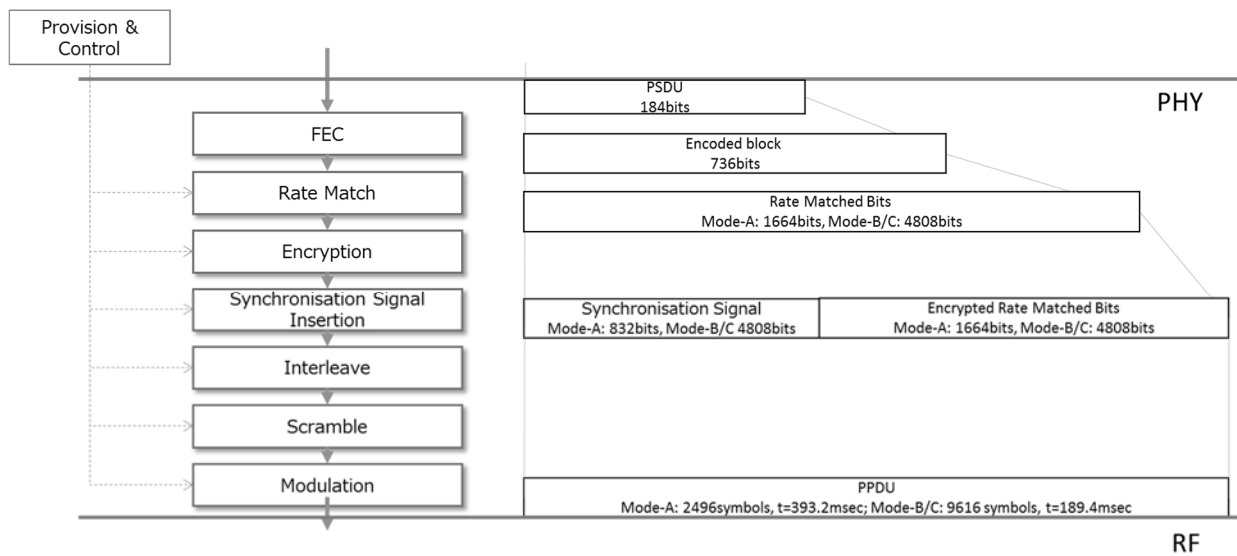 Provision &
Control
PHY
PSDU
184bits
FEC
Encoded block
736bits
Rate Match
Rate Matched Bits
Mode-A: 1664bits, Mode-B/C: 4808bits
Encryption
Synchronisation Signal
Insertion
Synchronisation Signal
Mode-A: 832bits, Mode-B/C 4808bits
Encrypted Rate Matched Bits
Mode-A: 1664bits, Mode-B/C: 4808bits
Interleave
Scramble
Modulation
PPDU
Mode-A: 2496symbols, t=393.2msec; Mode-B/C: 9616 symbols, t=189.4msec
RF